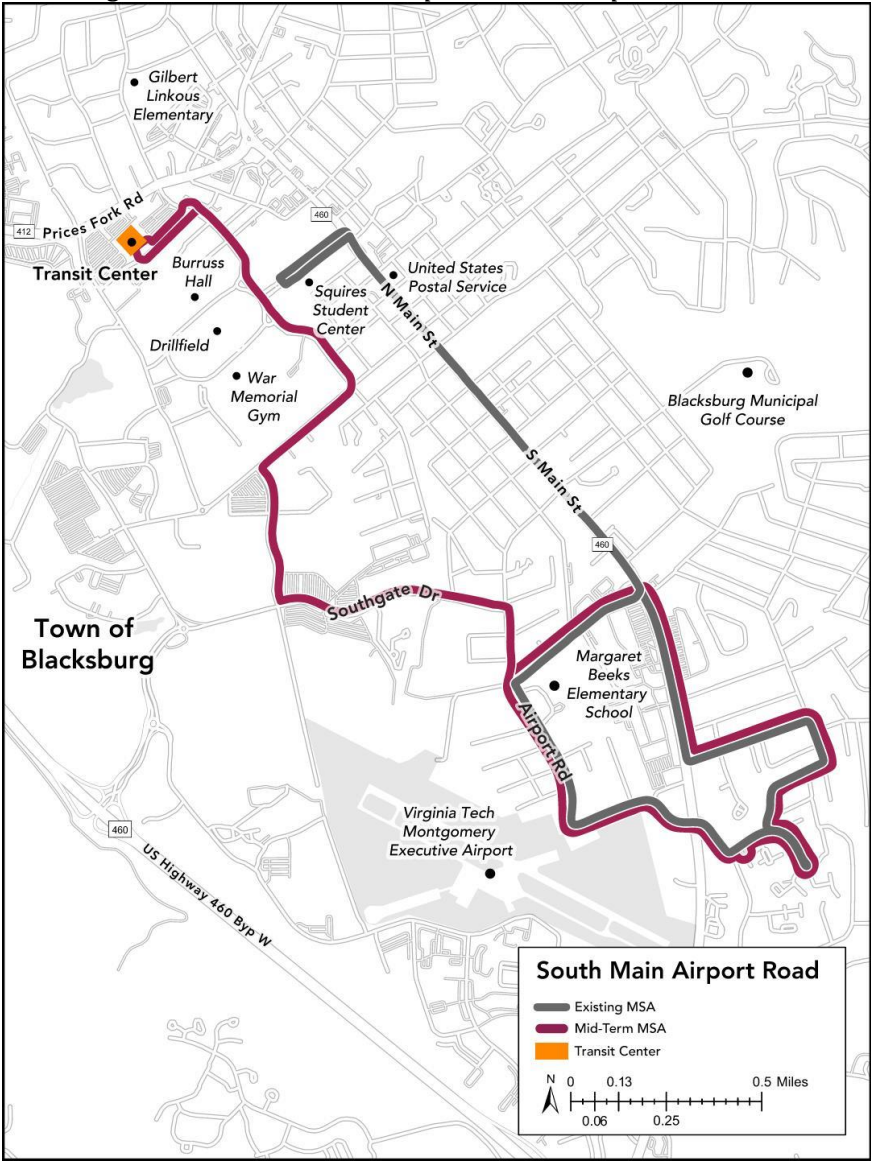 Gilbert
Linkous
Elementary
Prices Fork Rd
412
460
Transit Center
Burruss
Hall
Squires
Student
Center
United States
Postal Service
N Main St
Drillfield
War
Memorial
Gym
Blacksburg Municipal
Golf Course
S Main St
460
Southgate Dr
Town of
Blacksburg
Margaret
Beeks
Elementary
School
Airport Rd
Virginia Tech
Montgomery
Executive Airport
460
US Highway 460 Byp W
South Main Airport Road
Existing MSA
Mid-Term MSA
Transit Center
N
0 0.13 0.5 Miles
0.06 0.25